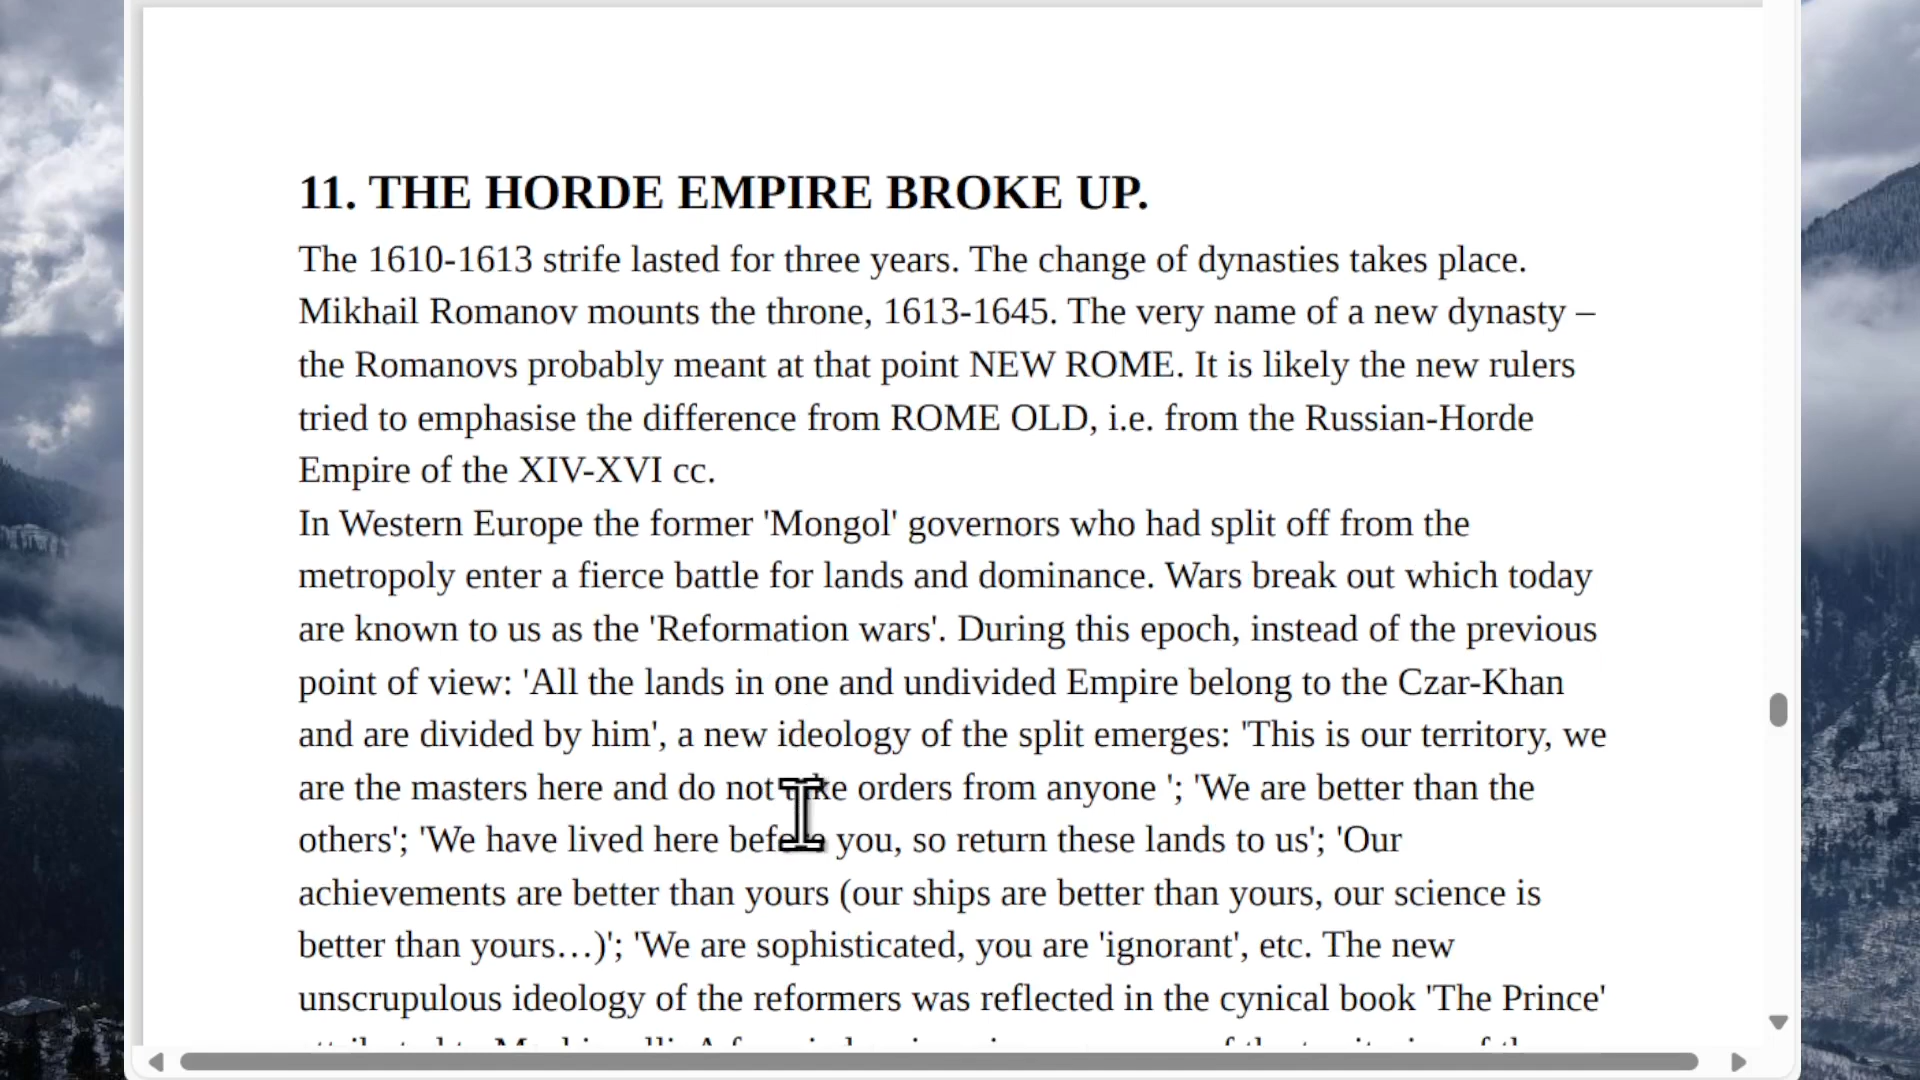 11. THE HORDE EMPIRE BROKE UP.
The 1610-1613 strife lasted for three years. The change of dynasties takes place.
Mikhail Romanov mounts the throne, 1613-1645. The very name of a new dynasty –
the Romanovs probably meant at that point NEW ROME. It is likely the new rulers
tried to emphasise the difference from ROME OLD, i.e. from the Russian-Horde
Empire of the XIV-XVI cc.
In Western Europe the former 'Mongol' governors who had split off from the
metropoly enter a fierce battle for lands and dominance. Wars break out which today
are known to us as the 'Reformation wars'. During this epoch, instead of the previous
point of view: 'All the lands in one and undivided Empire belong to the Czar-Khan
and are divided by him', a new ideology of the split emerges: 'This is our territory, we
are the masters here and do not take orders from anyone '; 'We are better than the
others'; 'We have lived here before you, so return these lands to us'; 'Our
achievements are better than yours (our ships are better than yours, our science is
better than yours…)'; 'We are sophisticated, you are 'ignorant', etc. The new
unscrupulous ideology of the reformers was reflected in the cynical book 'The Prince'